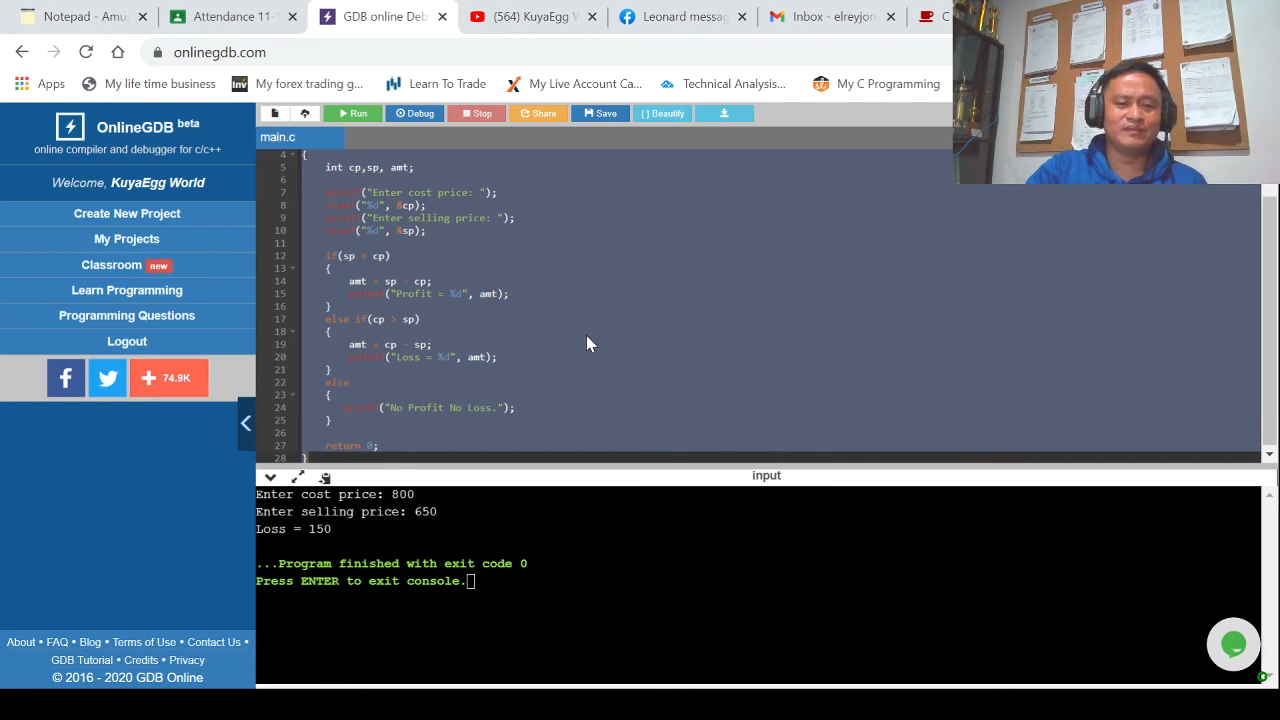 Notepad - Amu
Attendance 11-
GDB online Deb
(564) KuyaEgg W
Leonard messag
Inbox - elreyjon
C
onlinegdb.com
Apps
My life time business
inv My forex trading g...
Learn To Trade
My Live Account Ca...
Technical Analysis...
My C Programming
OnlineGDB beta
online compiler and debugger for c/c++
Welcome, KuyaEgg World
Create New Project
My Projects
Classroom new
Learn Programming
Programming Questions
Logout
+ 74.9K
About • FAQ • Blog • Terms of Use • Contact Us •
GDB Tutorial • Credits • Privacy
© 2016 - 2020 GDB Online
Run Debug Stop Share Save { } Beautify
main.c
4 {
5 int cp,sp, amt;
6
7 printf("Enter cost price: ");
8 scanf("%d", &cp);
9 printf("Enter selling price: ");
10 scanf("%d", &sp);
11
12 if(sp > cp)
13 {
14 amt = sp - cp;
15 printf("Profit = %d", amt);
16 }
17 else if(cp > sp)
18 {
19 amt = cp - sp;
20 printf("Loss = %d", amt);
21 }
22 else
23 {
24 printf("No Profit No Loss.");
25 }
26
27 return 0;
28 }
input
Enter cost price: 800
Enter selling price: 650
Loss = 150
...Program finished with exit code 0
Press ENTER to exit console.